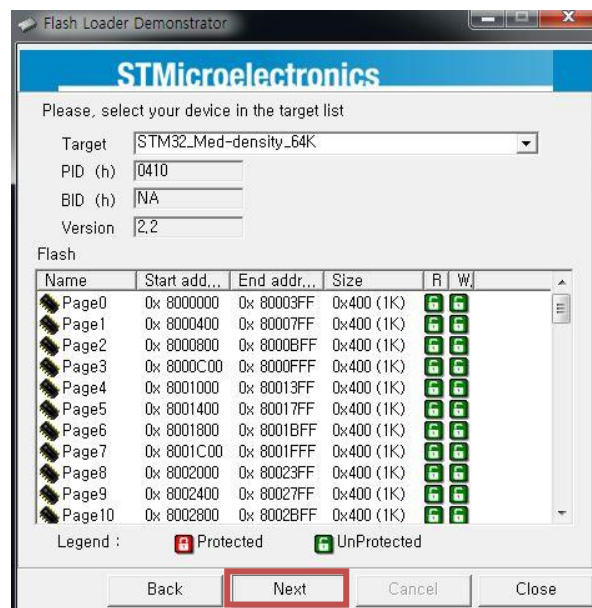 Flash Loader Demonstrator
STMicroelectronics
Please, select your device in the target list
Target STM32_Med-density_64K
PID (h) 0410
BID (h) NA
Version 2,2
Flash
Name Start add,,, End addr,,, Size R W,
Page0 0x 8000000 0x 80003FF 0x400 (1K)
Page1 0x 8000400 0x 80007FF 0x400 (1K)
Page2 0x 8000800 0x 8000BFF 0x400 (1K)
Page3 0x 8000C00 0x 8000FFF 0x400 (1K)
Page4 0x 8001000 0x 80013FF 0x400 (1K)
Page5 0x 8001400 0x 80017FF 0x400 (1K)
Page6 0x 8001800 0x 8001BFF 0x400 (1K)
Page7 0x 8001C00 0x 8001FFF 0x400 (1K)
Page8 0x 8002000 0x 80023FF 0x400 (1K)
Page9 0x 8002400 0x 80027FF 0x400 (1K)
Page10 0x 8002800 0x 8002BFF 0x400 (1K)
Legend : Protected UnProtected
Back Next Cancel Close